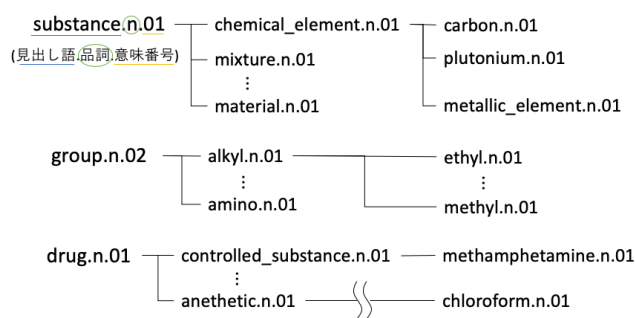 substance.n.01 chemical_element.n.01 carbon.n.01
(見出し語.品詞.意味番号) mixture.n.01 plutonium.n.01
⋮
material.n.01 metallic_element.n.01
group.n.02 alkyl.n.01 ethyl.n.01
⋮ ⋮
amino.n.01 methyl.n.01
drug.n.01 controlled_substance.n.01 methamphetamine.n.01
⋮
anethetic.n.01 chloroform.n.01